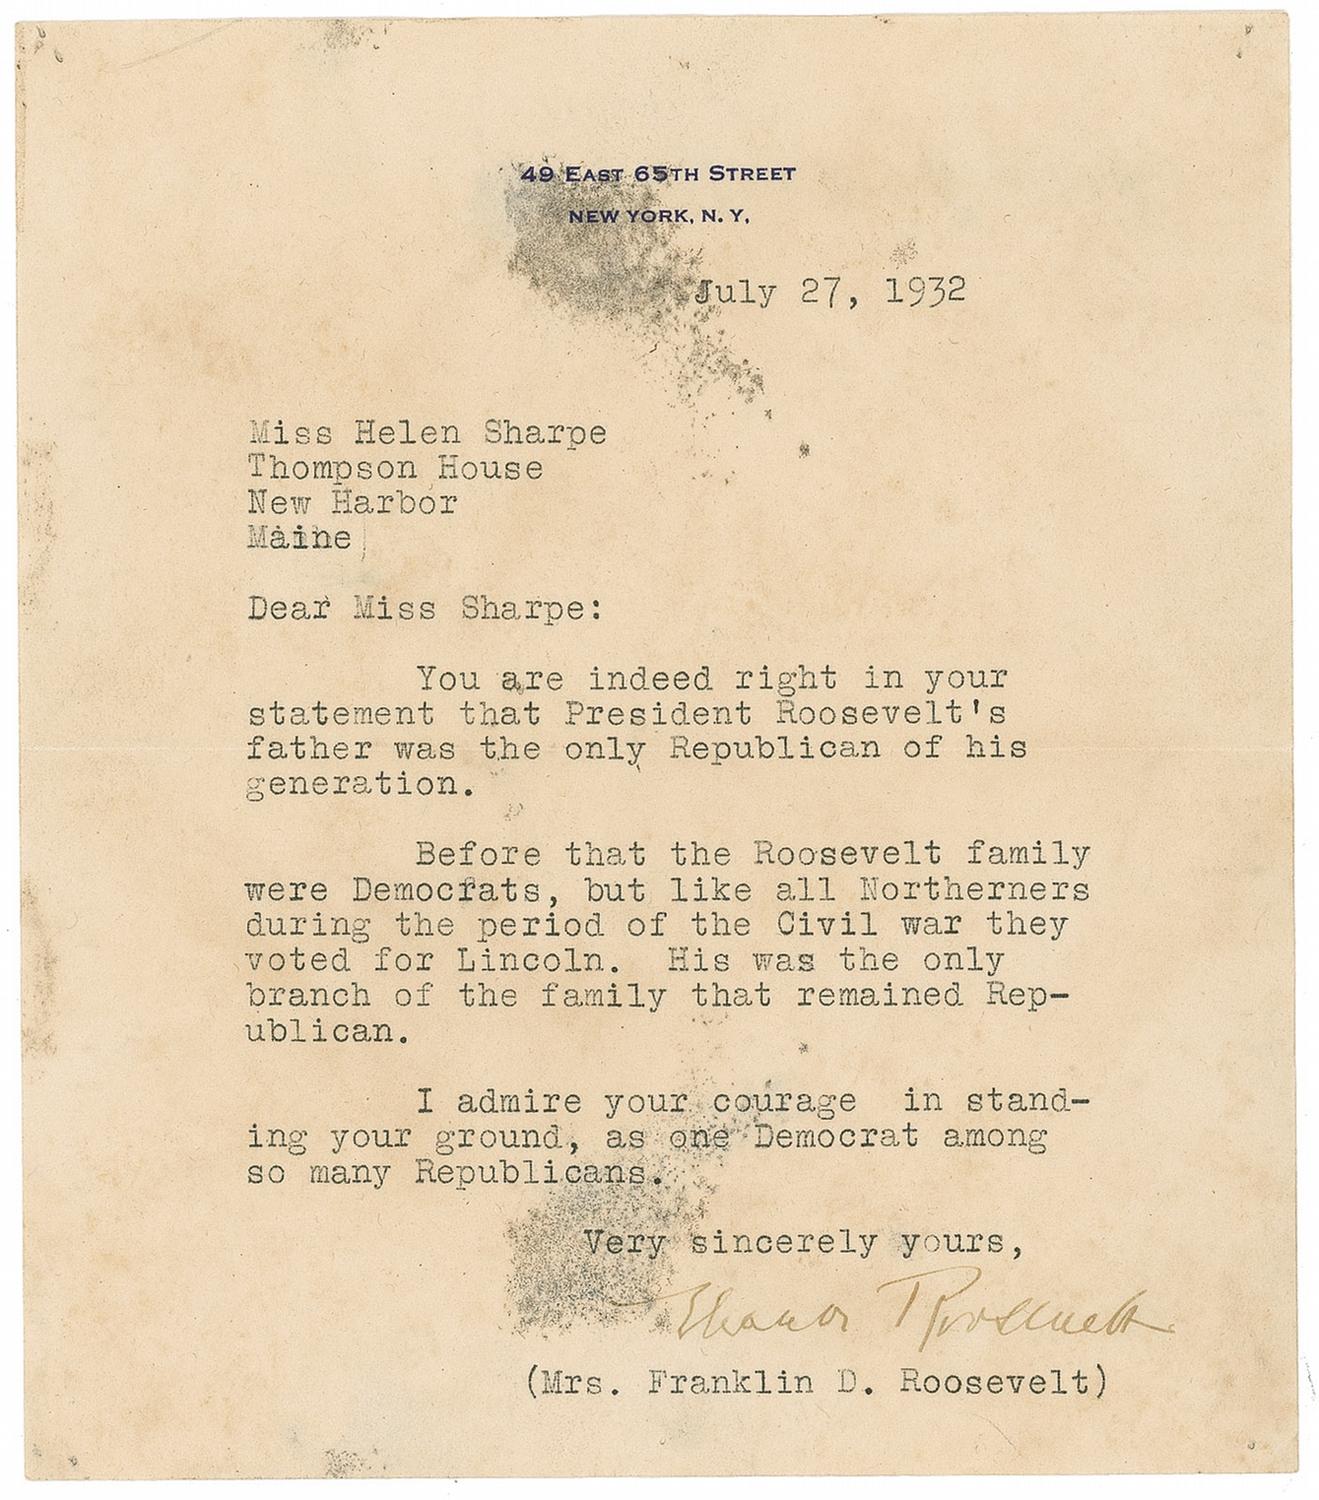 49 EAST 65TH STREET
NEW YORK, N. Y.
July 27, 1932
Miss Helen Sharpe
Thompson House
New Harbor
Maine
Dear Miss Sharpe:
You are indeed right in your
statement that President Roosevelt's
father was the only Republican of his
generation.
Before that the Roosevelt family
were Democrats, but like all Northerners
during the period of the Civil war they
voted for Lincoln. His was the only
branch of the family that remained Rep-
ublican.
I admire your courage in stand-
ing your ground, as one Democrat among
so many Republicans.
Very sincerely yours,
Eleanor Roosevelt
(Mrs. Franklin D. Roosevelt)